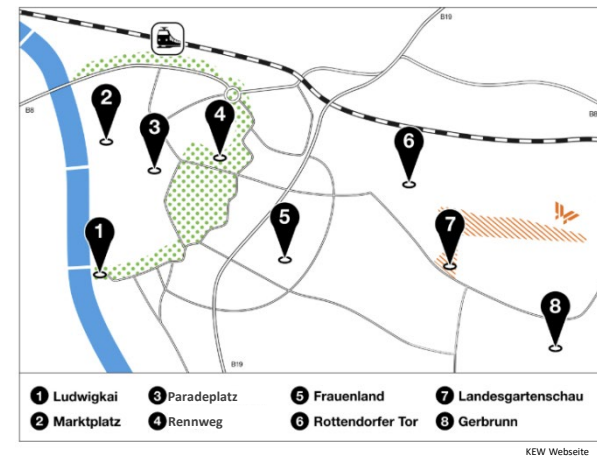 B19
B8
B8
2
3
4
6
1
5
7
8
B19
1 Ludwigkai 3 Paradeplatz 5 Frauenland 7 Landesgartenschau
2 Marktplatz 4 Rennweg 6 Rottendorfer Tor 8 Gerbrunn
KEW Webseite